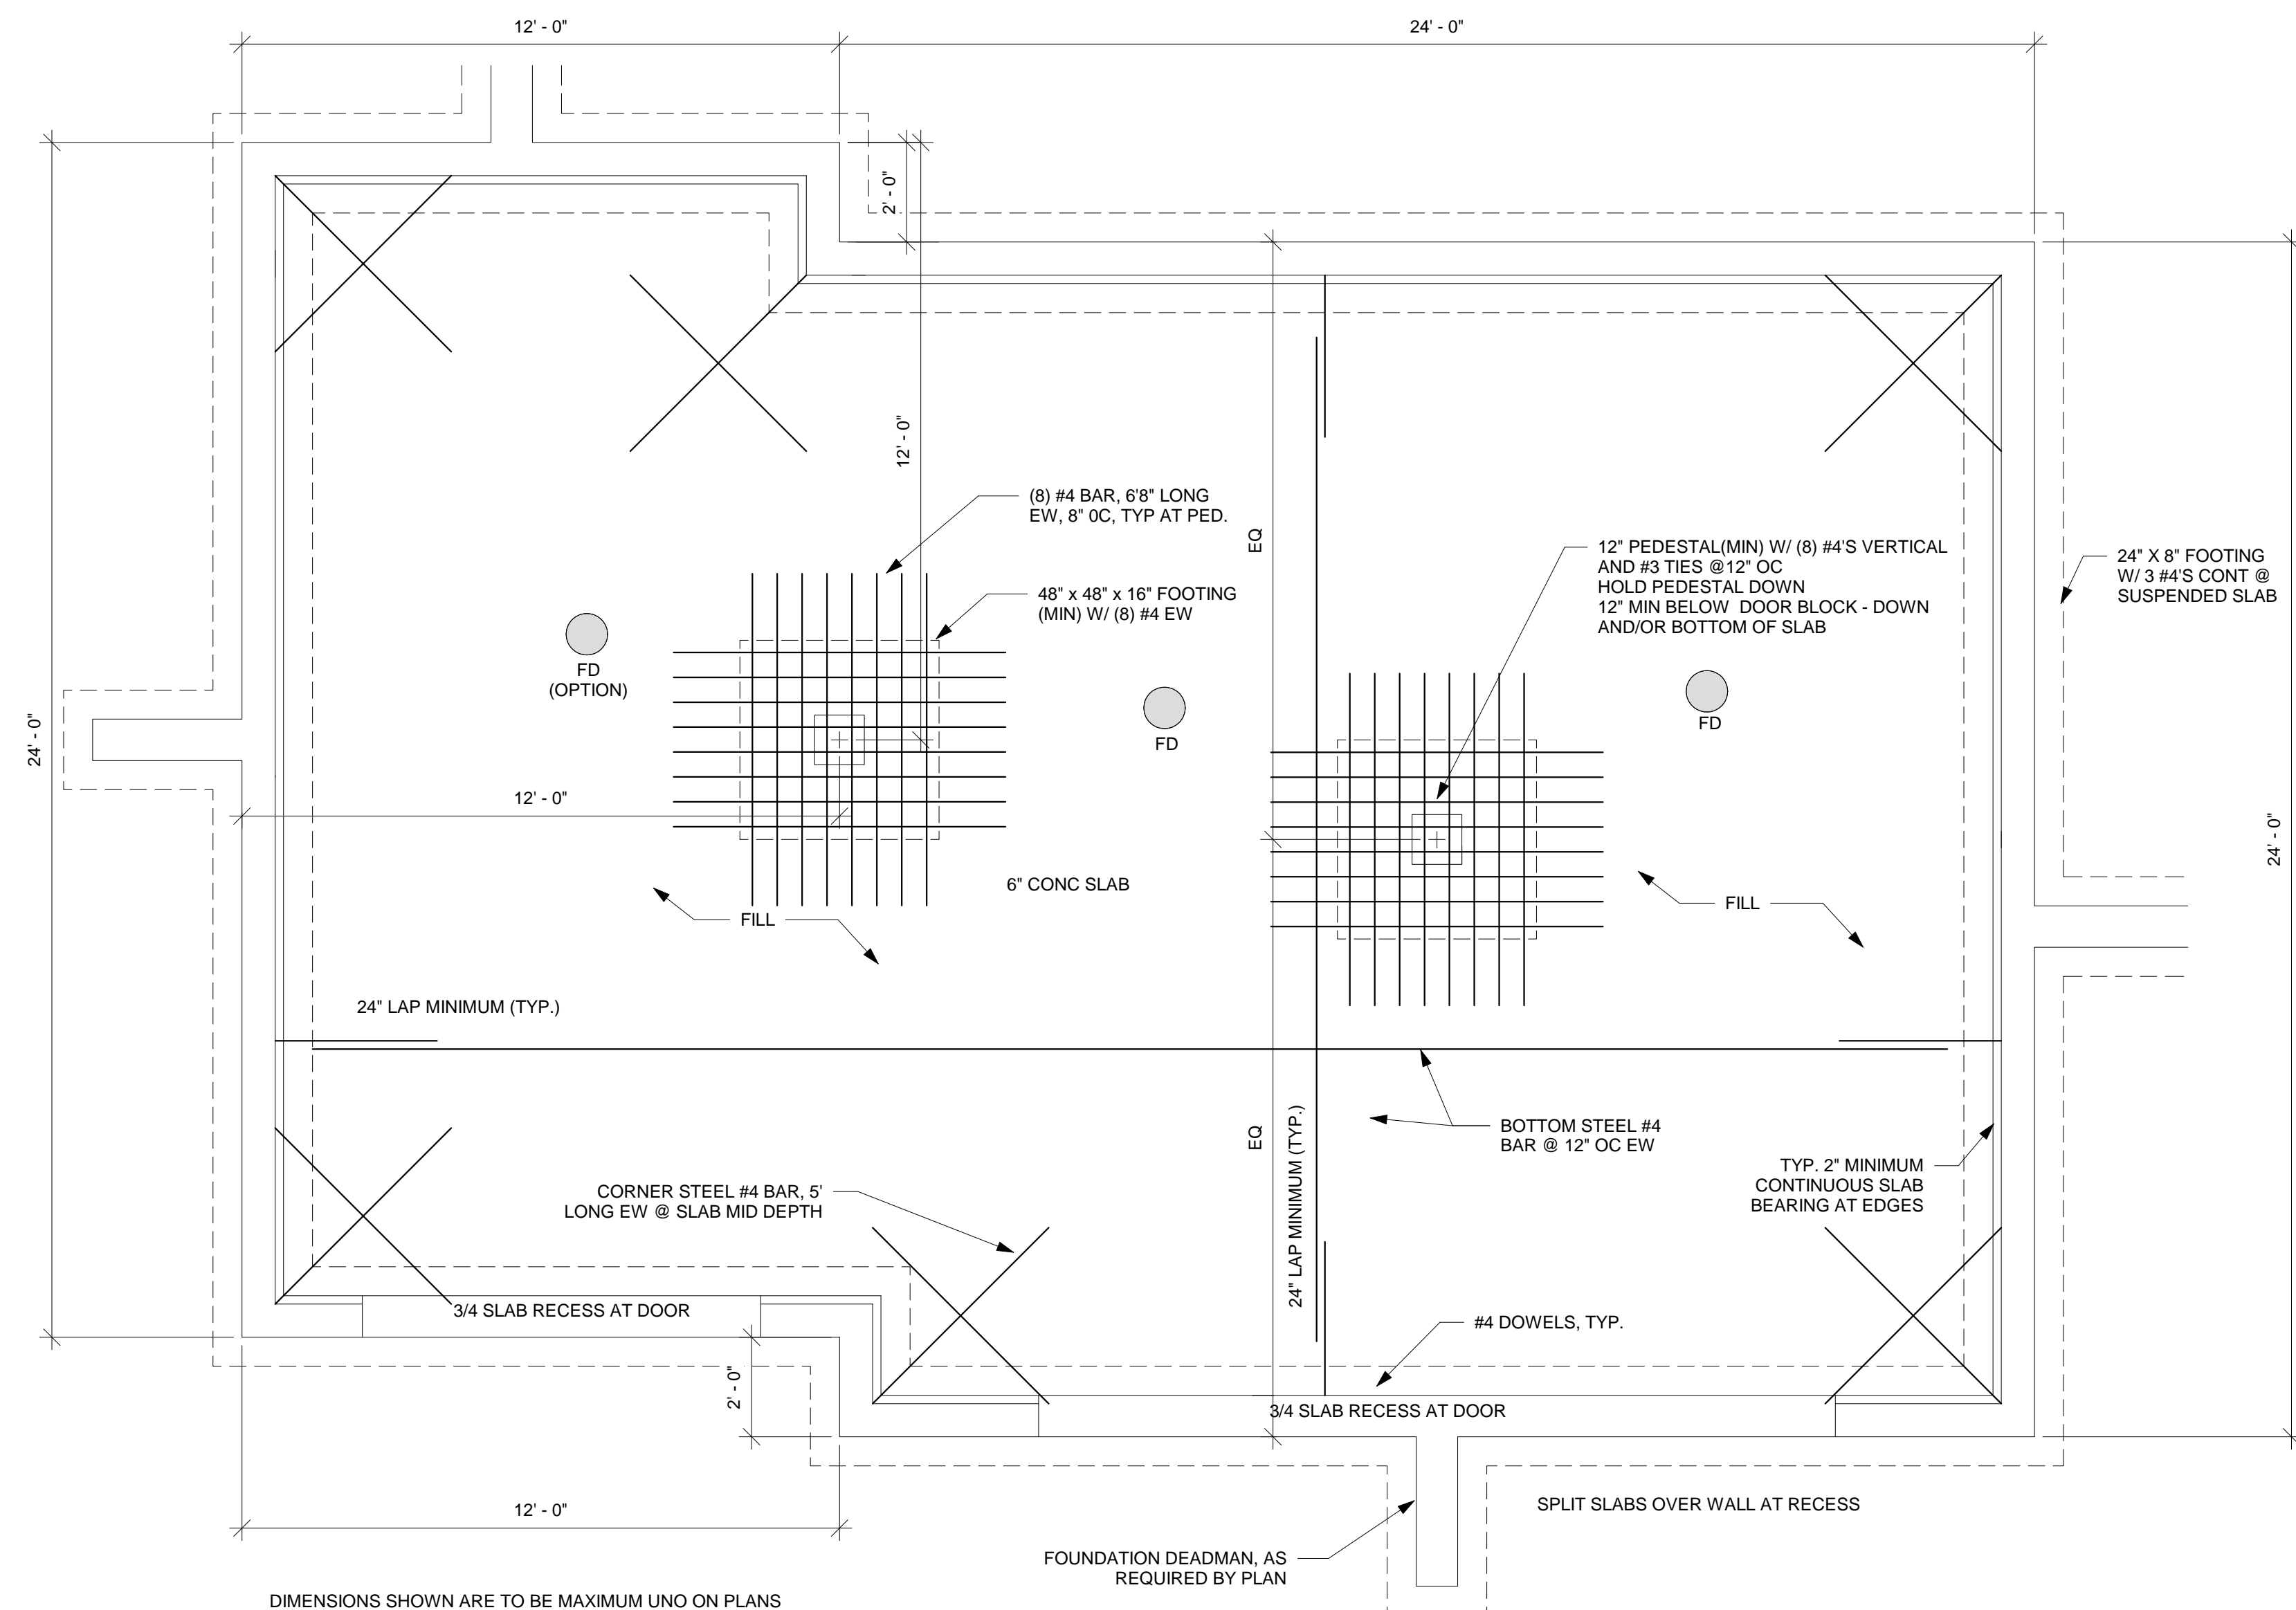 12' - 0"
24' - 0"
2' - 0"
12' - 0"
(8) #4 BAR, 6'8" LONG
EW, 8" 0C, TYP AT PED.
EQ
12" PEDESTAL(MIN) W/ (8) #4'S VERTICAL
AND #3 TIES @12" OC
HOLD PEDESTAL DOWN
12" MIN BELOW DOOR BLOCK - DOWN
AND/OR BOTTOM OF SLAB
24" X 8" FOOTING
W/ 3 #4'S CONT @
SUSPENDED SLAB
48" x 48" x 16" FOOTING
(MIN) W/ (8) #4 EW
FD
(OPTION)
FD
FD
24' - 0"
12' - 0"
24' - 0"
6" CONC SLAB
FILL
FILL
24" LAP MINIMUM (TYP.)
EQ
24" LAP MINIMUM (TYP.)
BOTTOM STEEL #4
BAR @ 12" OC EW
TYP. 2" MINIMUM
CONTINUOUS SLAB
BEARING AT EDGES
CORNER STEEL #4 BAR, 5'
LONG EW @ SLAB MID DEPTH
3/4 SLAB RECESS AT DOOR
#4 DOWELS, TYP.
2' - 0"
3/4 SLAB RECESS AT DOOR
12' - 0"
SPLIT SLABS OVER WALL AT RECESS
FOUNDATION DEADMAN, AS
REQUIRED BY PLAN
DIMENSIONS SHOWN ARE TO BE MAXIMUM UNO ON PLANS